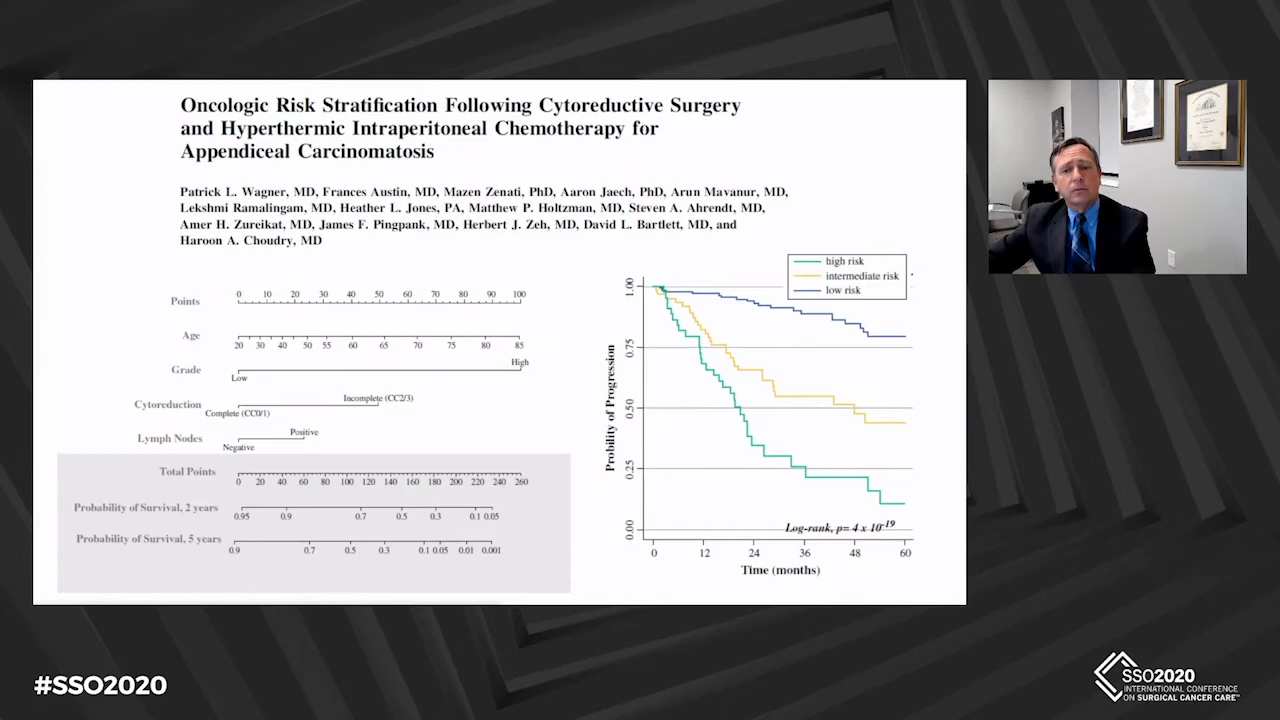 Oncologic Risk Stratification Following Cytoreductive Surgery
and Hyperthermic Intraperitoneal Chemotherapy for
Appendiceal Carcinomatosis
Patrick L. Wagner, MD, Frances Austin, MD, Mazen Zenati, PhD, Aaron Jaech, PhD, Arun Mavanur, MD,
Lekshmi Ramalingam, MD, Heather L. Jones, PA, Matthew P. Holtzman, MD, Steven A. Ahrendt, MD,
Amer H. Zureikat, MD, James F. Pingpank, MD, Herbert J. Zeh, MD, David L. Bartlett, MD, and
Haroon A. Choudry, MD
Points
0 10 20 30 40 50 60 70 80 90 100
Age
20 30 40 50 55 60 65 70 75 80 85
Grade
High
Low
Cytoreduction
Incomplete (CC2/3)
Complete (CC0/1)
Lymph Nodes
Positive
Negative
Total Points
0 20 40 60 80 100 120 140 160 180 200 220 240 260
Probability of Survival, 2 years
0.95 0.9 0.7 0.5 0.3 0.1 0.05
Probability of Survival, 5 years
0.9 0.7 0.5 0.3 0.1 0.05 0.01 0.001
high risk
intermediate risk
low risk
Probility of Progression
1.00
0.75
0.50
0.25
0.00
Log-rank, p= 4 x 10-19
0 12 24 36 48 60
Time (months)
#SSO2020
SSO2020
INTERNATIONAL CONFERENCE
ON SURGICAL CANCER CARE™